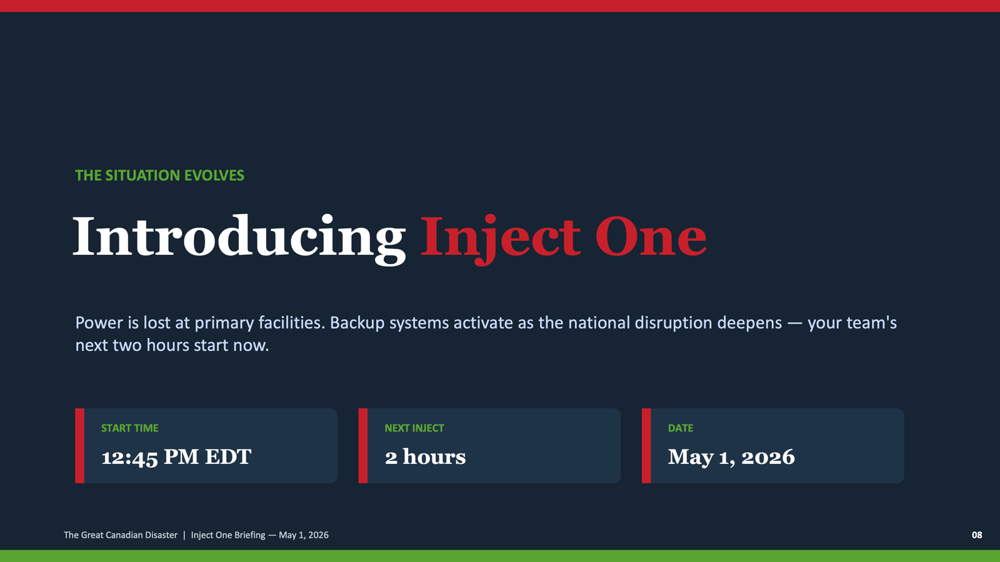 THE SITUATION EVOLVES
Introducing Inject One
Power is lost at primary facilities. Backup systems activate as the national disruption deepens — your team's
next two hours start now.
START TIME
12:45 PM EDT
NEXT INJECT
2 hours
DATE
May 1, 2026
The Great Canadian Disaster | Inject One Briefing — May 1, 2026
08